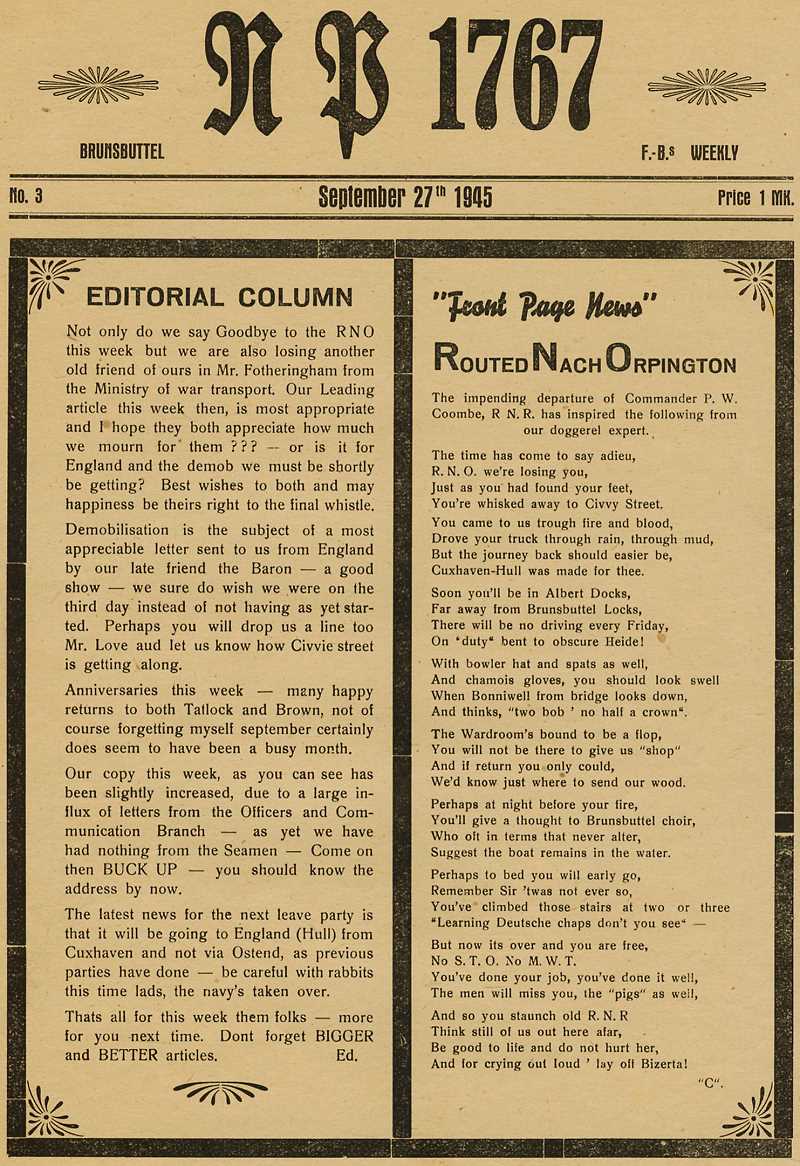 N P 1767
BRUNSBUTTEL
F.-B.s WEEKLY
No. 3
September 27th 1945
Price 1 MK.
EDITORIAL COLUMN
Not only do we say Goodbye to the RNO
this week but we are also losing another
old friend of ours in Mr. Fotheringham from
the Ministry of war transport. Our Leading
article this week then, is most appropriate
and I hope they both appreciate how much
we mourn for them ??? — or is it for
England and the demob we must be shortly
be getting? Best wishes to both and may
happiness be theirs right to the final whistle.
Demobilisation is the subject of a most
appreciable letter sent to us from England
by our late friend the Baron — a good
show — we sure do wish we were on the
third day instead of not having as yet star-
ted. Perhaps you will drop us a line too
Mr. Love aud let us know how Civvie street
is getting along.
Anniversaries this week — many happy
returns to both Tatlock and Brown, not of
course forgetting myself september certainly
does seem to have been a busy month.
Our copy this week, as you can see has
been slightly increased, due to a large in-
flux of letters from the Officers and Com-
munication Branch — as yet we have
had nothing from the Seamen — Come on
then BUCK UP — you should know the
address by now.
The latest news for the next leave party is
that it will be going to England (Hull) from
Cuxhaven and not via Ostend, as previous
parties have done — be careful with rabbits
this time lads, the navy's taken over.
Thats all for this week them folks — more
for you next time. Dont forget BIGGER
and BETTER articles. Ed.
"Front Page News"
ROUTED NACH ORPINGTON
The impending departure of Commander P. W.
Coombe, R N. R. has inspired the following from
our doggerel expert.
The time has come to say adieu,
R. N. O. we're losing you,
Just as you had found your feet,
You're whisked away to Civvy Street.
You came to us trough fire and blood,
Drove your truck through rain, through mud,
But the journey back should easier be,
Cuxhaven-Hull was made for thee.
Soon you'll be in Albert Docks,
Far away from Brunsbuttel Locks,
There will be no driving every Friday,
On “duty“ bent to obscure Heide!
With bowler hat and spats as well,
And chamois gloves, you should look swell
When Bonniwell from bridge looks down,
And thinks, “two bob ' no half a crown“.
The Wardroom's bound to be a flop,
You will not be there to give us "shop"
And if return you only could,
We'd know just where to send our wood.
Perhaps at night before your fire,
You'll give a thought to Brunsbuttel choir,
Who oft in terms that never alter,
Suggest the boat remains in the water.
Perhaps to bed you will early go,
Remember Sir 'twas not ever so,
You've climbed those stairs at two or three
“Learning Deutsche chaps don't you see“ —
But now its over and you are free,
No S. T. O. No M. W. T.
You've done your job, you've done it well,
The men will miss you, the "pigs" as well,
And so you staunch old R. N. R
Think still of us out here afar,
Be good to life and do not hurt her,
And for crying out loud ' lay off Bizerta!
"C".